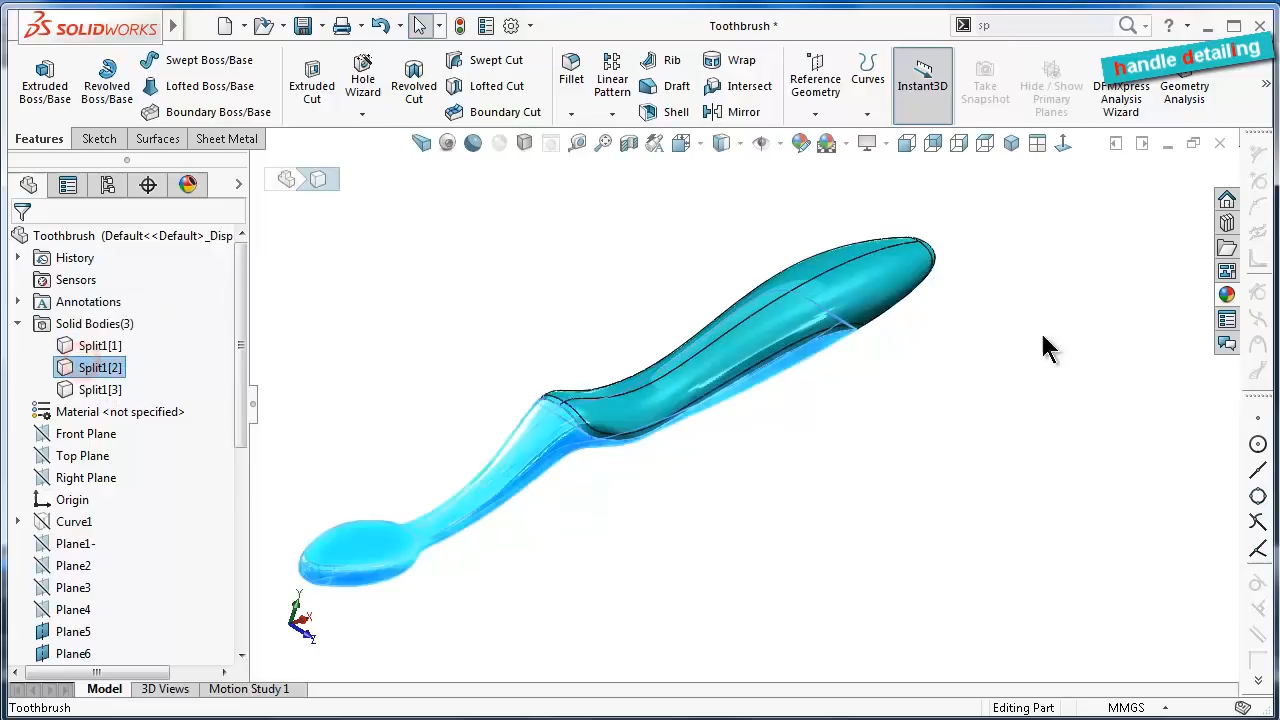 SOLIDWORKS
Toothbrush *
sp
handle detailing
Extruded Boss/Base
Revolved Boss/Base
Swept Boss/Base
Lofted Boss/Base
Boundary Boss/Base
Extruded Cut
Hole Wizard
Revolved Cut
Swept Cut
Lofted Cut
Boundary Cut
Fillet
Linear Pattern
Rib
Draft
Shell
Wrap
Intersect
Mirror
Reference Geometry
Curves
Instant3D
Take Snapshot
Hide / Show Primary Planes
DFMXpress Analysis Wizard
Geometry Analysis
Features
Sketch
Surfaces
Sheet Metal
Toothbrush (Default<<Default>_Disp
History
Sensors
Annotations
Solid Bodies(3)
Split1[1]
Split1[2]
Split1[3]
Material <not specified>
Front Plane
Top Plane
Right Plane
Origin
Curve1
Plane1-
Plane2
Plane3
Plane4
Plane5
Plane6
Y
X
Z
Model
3D Views
Motion Study 1
Toothbrush
Editing Part
MMGS